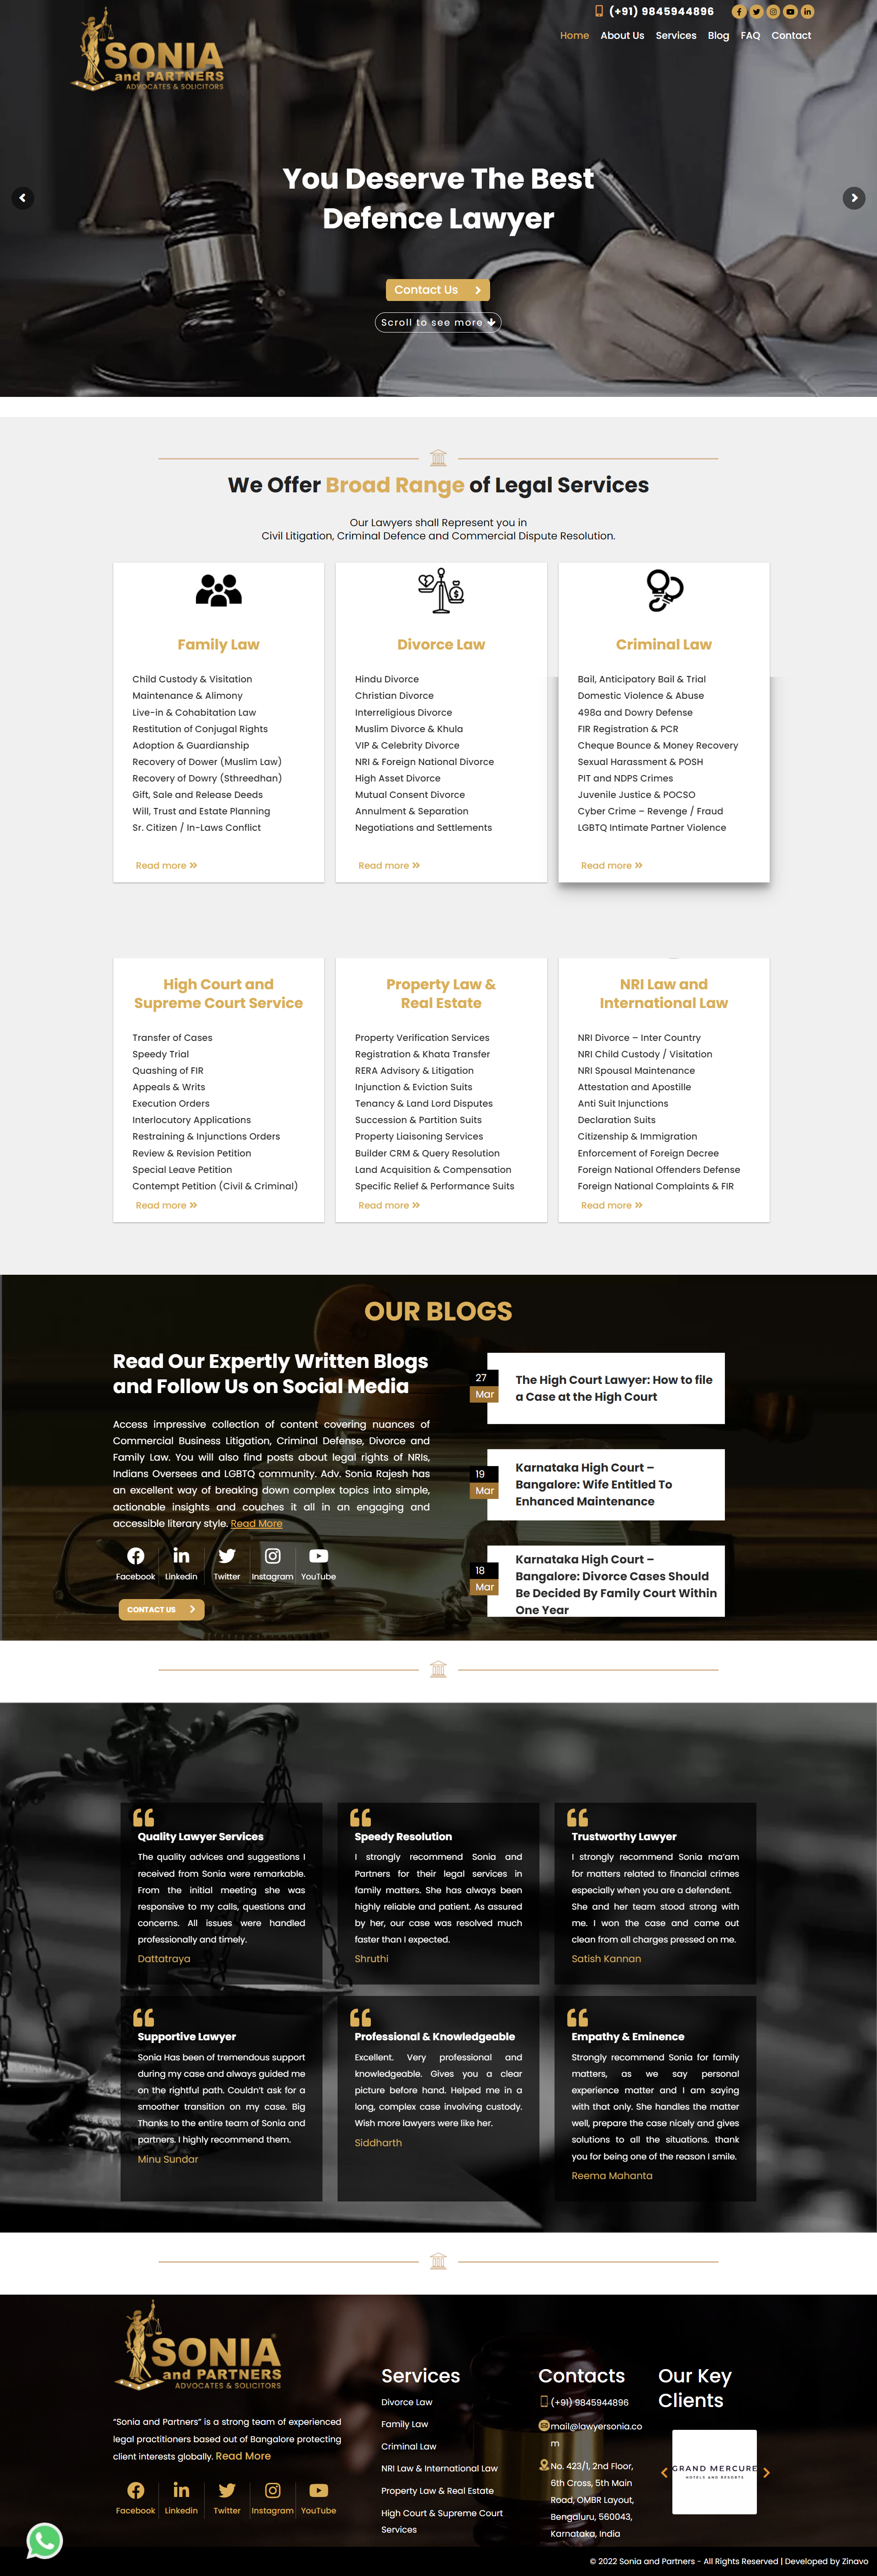 (+91) 9845944896
SONIA
and PARTNERS
ADVOCATES & SOLICITORS
Home About Us Services Blog FAQ Contact
You Deserve The Best
Defence Lawyer
Contact Us
Scroll to see more
We Offer Broad Range of Legal Services
Our Lawyers shall Represent you in
Civil Litigation, Criminal Defence and Commercial Dispute Resolution.
Family Law
Child Custody & Visitation
Maintenance & Alimony
Live-in & Cohabitation Law
Restitution of Conjugal Rights
Adoption & Guardianship
Recovery of Dower (Muslim Law)
Recovery of Dowry (Sthreedhan)
Gift, Sale and Release Deeds
Will, Trust and Estate Planning
Sr. Citizen / In-Laws Conflict
Read more »
Divorce Law
Hindu Divorce
Christian Divorce
Interreligious Divorce
Muslim Divorce & Khula
VIP & Celebrity Divorce
NRI & Foreign National Divorce
High Asset Divorce
Mutual Consent Divorce
Annulment & Separation
Negotiations and Settlements
Read more »
Criminal Law
Bail, Anticipatory Bail & Trial
Domestic Violence & Abuse
498a and Dowry Defense
FIR Registration & PCR
Cheque Bounce & Money Recovery
Sexual Harassment & POSH
PIT and NDPS Crimes
Juvenile Justice & POCSO
Cyber Crime – Revenge / Fraud
LGBTQ Intimate Partner Violence
Read more »
High Court and
Supreme Court Service
Transfer of Cases
Speedy Trial
Quashing of FIR
Appeals & Writs
Execution Orders
Interlocutory Applications
Restraining & Injunctions Orders
Review & Revision Petition
Special Leave Petition
Contempt Petition (Civil & Criminal)
Read more »
Property Law &
Real Estate
Property Verification Services
Registration & Khata Transfer
RERA Advisory & Litigation
Injunction & Eviction Suits
Tenancy & Land Lord Disputes
Succession & Partition Suits
Property Liaisoning Services
Builder CRM & Query Resolution
Land Acquisition & Compensation
Specific Relief & Performance Suits
Read more »
NRI Law and
International Law
NRI Divorce – Inter Country
NRI Child Custody / Visitation
NRI Spousal Maintenance
Attestation and Apostille
Anti Suit Injunctions
Declaration Suits
Citizenship & Immigration
Enforcement of Foreign Decree
Foreign National Offenders Defense
Foreign National Complaints & FIR
Read more »
OUR BLOGS
Read Our Expertly Written Blogs
and Follow Us on Social Media
Access impressive collection of content covering nuances of
Commercial Business Litigation, Criminal Defense, Divorce and
Family Law. You will also find posts about legal rights of NRIs,
Indians Oversees and LGBTQ community. Adv. Sonia Rajesh has
an excellent way of breaking down complex topics into simple,
actionable insights and couches it all in an engaging and
accessible literary style. Read More
Facebook Linkedin Twitter Instagram YouTube
CONTACT US
27
Mar
The High Court Lawyer: How to file
a Case at the High Court
19
Mar
Karnataka High Court –
Bangalore: Wife Entitled To
Enhanced Maintenance
18
Mar
Karnataka High Court –
Bangalore: Divorce Cases Should
Be Decided By Family Court Within
One Year
Quality Lawyer Services
The quality advices and suggestions I
received from Sonia were remarkable.
From the initial meeting she was
responsive to my calls, questions and
concerns. All issues were handled
professionally and timely.
Dattatraya
Speedy Resolution
I strongly recommend Sonia and
Partners for their legal services in
family matters. She has always been
highly reliable and patient. As assured
by her, our case was resolved much
faster than I expected.
Shruthi
Trustworthy Lawyer
I strongly recommend Sonia ma'am
for matters related to financial crimes
especially when you are a defendent.
She and her team stood strong with
me. I won the case and came out
clean from all charges pressed on me.
Satish Kannan
Supportive Lawyer
Sonia Has been of tremendous support
during my case and always guided me
on the rightful path. Couldn't ask for a
smoother transition on my case. Big
Thanks to the entire team of Sonia and
partners. I highly recommend them.
Minu Sundar
Professional & Knowledgeable
Excellent. Very professional and
knowledgeable. Gives you a clear
picture before hand. Helped me in a
long, complex case involving custody.
Wish more lawyers were like her.
Siddharth
Empathy & Eminence
Strongly recommend Sonia for family
matters, as we say personal
experience matter and I am saying
with that only. She handles the matter
well, prepare the case nicely and gives
solutions to all the situations. thank
you for being one of the reason I smile.
Reema Mahanta
SONIA
and PARTNERS
ADVOCATES & SOLICITORS
"Sonia and Partners" is a strong team of experienced
legal practitioners based out of Bangalore protecting
client interests globally. Read More
Facebook Linkedin Twitter Instagram YouTube
Services
Divorce Law
Family Law
Criminal Law
NRI Law & International Law
Property Law & Real Estate
High Court & Supreme Court
Services
Contacts
(+91) 9845944896
mail@lawyersonia.co
m
No. 423/1, 2nd Floor,
6th Cross, 5th Main
Road, OMBR Layout,
Bengaluru, 560043,
Karnataka, India
Our Key
Clients
GRAND MERCURE
HOTELS AND RESORTS
© 2022 Sonia and Partners - All Rights Reserved | Developed by Zinavo